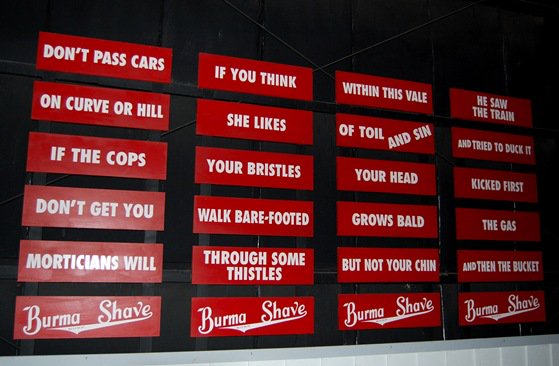 DON'T PASS CARS
ON CURVE OR HILL
IF THE COPS
DON'T GET YOU
MORTICIANS WILL
Burma Shave
IF YOU THINK
SHE LIKES
YOUR BRISTLES
WALK BARE-FOOTED
THROUGH SOME
THISTLES
Burma Shave
WITHIN THIS VALE
OF TOIL AND SIN
YOUR HEAD
GROWS BALD
BUT NOT YOUR CHIN
Burma Shave
HE SAW
THE TRAIN
AND TRIED TO DUCK IT
KICKED FIRST
THE GAS
AND THEN THE BUCKET
Burma Shave